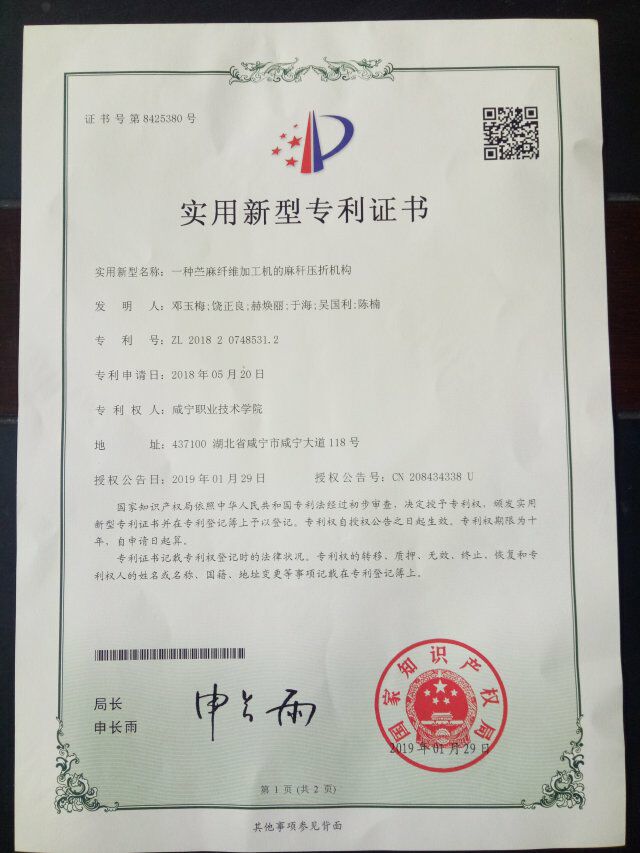 证书号第8425380号
实用新型专利证书
实用新型名称：一种苎麻纤维加工机的麻秆压折机构
发 明 人：邓玉梅;饶正良;赫焕丽;于海;吴国利;陈楠
专 利 号：ZL 2018 2 0748531.2
专利申请日：2018年05月20日
专 利 权 人：咸宁职业技术学院
地 址：437100 湖北省咸宁市咸宁大道118号
授权公告日：2019年01月29日 授权公告号：CN 208434338 U
国家知识产权局依照中华人民共和国专利法经过初步审查，决定授予专利权，颁发实用
新型专利证书并在专利登记簿上予以登记。专利权自授权公告之日起生效。专利权期限为十
年，自申请日起算。
专利证书记载专利权登记时的法律状况。专利权的转移、质押、无效、终止、恢复和专
利权人的姓名或名称、国籍、地址变更等事项记载在专利登记簿上。
局长
申长雨
申长雨
国家知识产权局
2019年01月29日
第1页(共2页)
其他事项参见背面